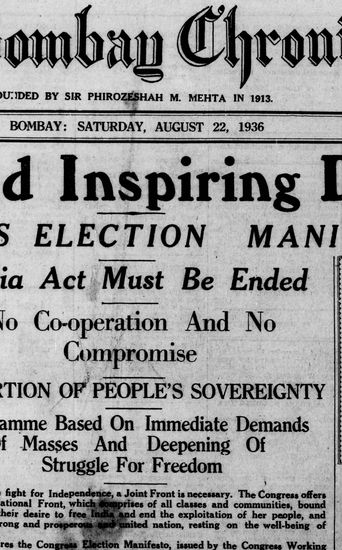 Bombay Chroni
OUNDED BY SIR PHIROZESHAH M. MEHTA IN 1913.
BOMBAY: SATURDAY, AUGUST 22, 1936
d Inspiring D
S ELECTION MANI
ia Act Must Be Ended
No Co-operation And No
Compromise
RTION OF PEOPLE'S SOVEREIGNTY
amme Based On Immediate Demands
Of Masses And Deepening Of
Struggle For Freedom
fight for Independence, a Joint Front is necessary. The Congress offers
ational Front, which comprises of all classes and communities, bound
their desire to free India and end the exploitation of her people, and
rong and prosperous and united nation, resting on the well-being of
res the Congress Election Manifesto, issued by the Congress Working